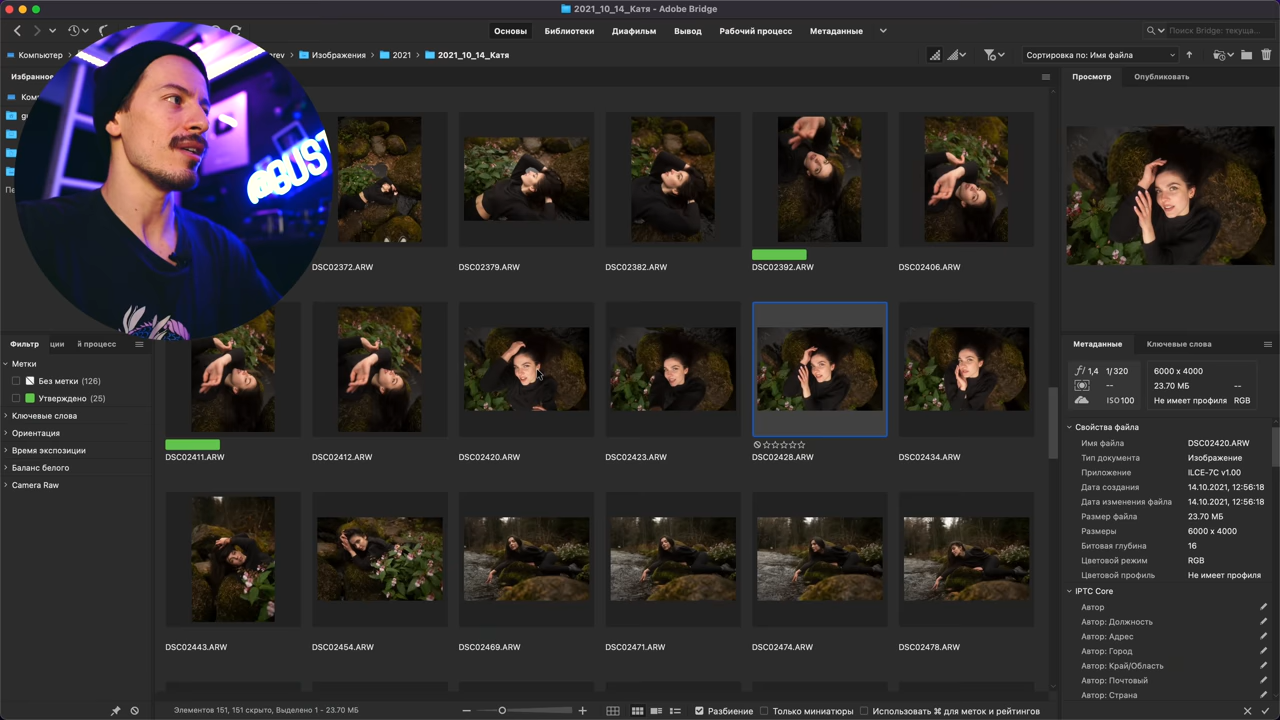 2021_10_14_Катя - Adobe Bridge
Основы
Библиотеки
Диафильм
Вывод
Рабочий процесс
Метаданные
Поиск Bridge: текуща...
Компьютер
Изображения
2021
2021_10_14_Катя
Сортировка по: Имя файла
Избранное
Просмотр
Опубликовать
@BUST
DSC02372.ARW
DSC02379.ARW
DSC02382.ARW
DSC02392.ARW
DSC02406.ARW
Фильтр
ции
й процесс
Метки
Без метки (126)
Утверждено (25)
Ключевые слова
Ориентация
Время экспозиции
Баланс белого
Camera Raw
DSC02411.ARW
DSC02412.ARW
DSC02420.ARW
DSC02423.ARW
DSC02428.ARW
DSC02434.ARW
DSC02443.ARW
DSC02454.ARW
DSC02469.ARW
DSC02471.ARW
DSC02474.ARW
DSC02478.ARW
Метаданные
Ключевые слова
ƒ/ 1,4 1/320
6000 x 4000
-- 23.70 МБ --
ISO100 Не имеет профиля RGB
Свойства файла
Имя файла DSC02420.ARW
Тип документа Изображение
Приложение ILCE-7C v1.00
Дата создания 14.10.2021, 12:56:18
Дата изменения файла 14.10.2021, 12:56:18
Размер файла 23.70 МБ
Размеры 6000 x 4000
Битовая глубина 16
Цветовой режим RGB
Цветовой профиль Не имеет профиля
IPTC Core
Автор
Автор: Должность
Автор: Адрес
Автор: Город
Автор: Край/Область
Автор: Почтовый
Автор: Страна
Элементов 151, 151 скрыто, Выделено 1 - 23.70 МБ
Разбиение
Только миниатюры
Использовать ⌘ для меток и рейтингов